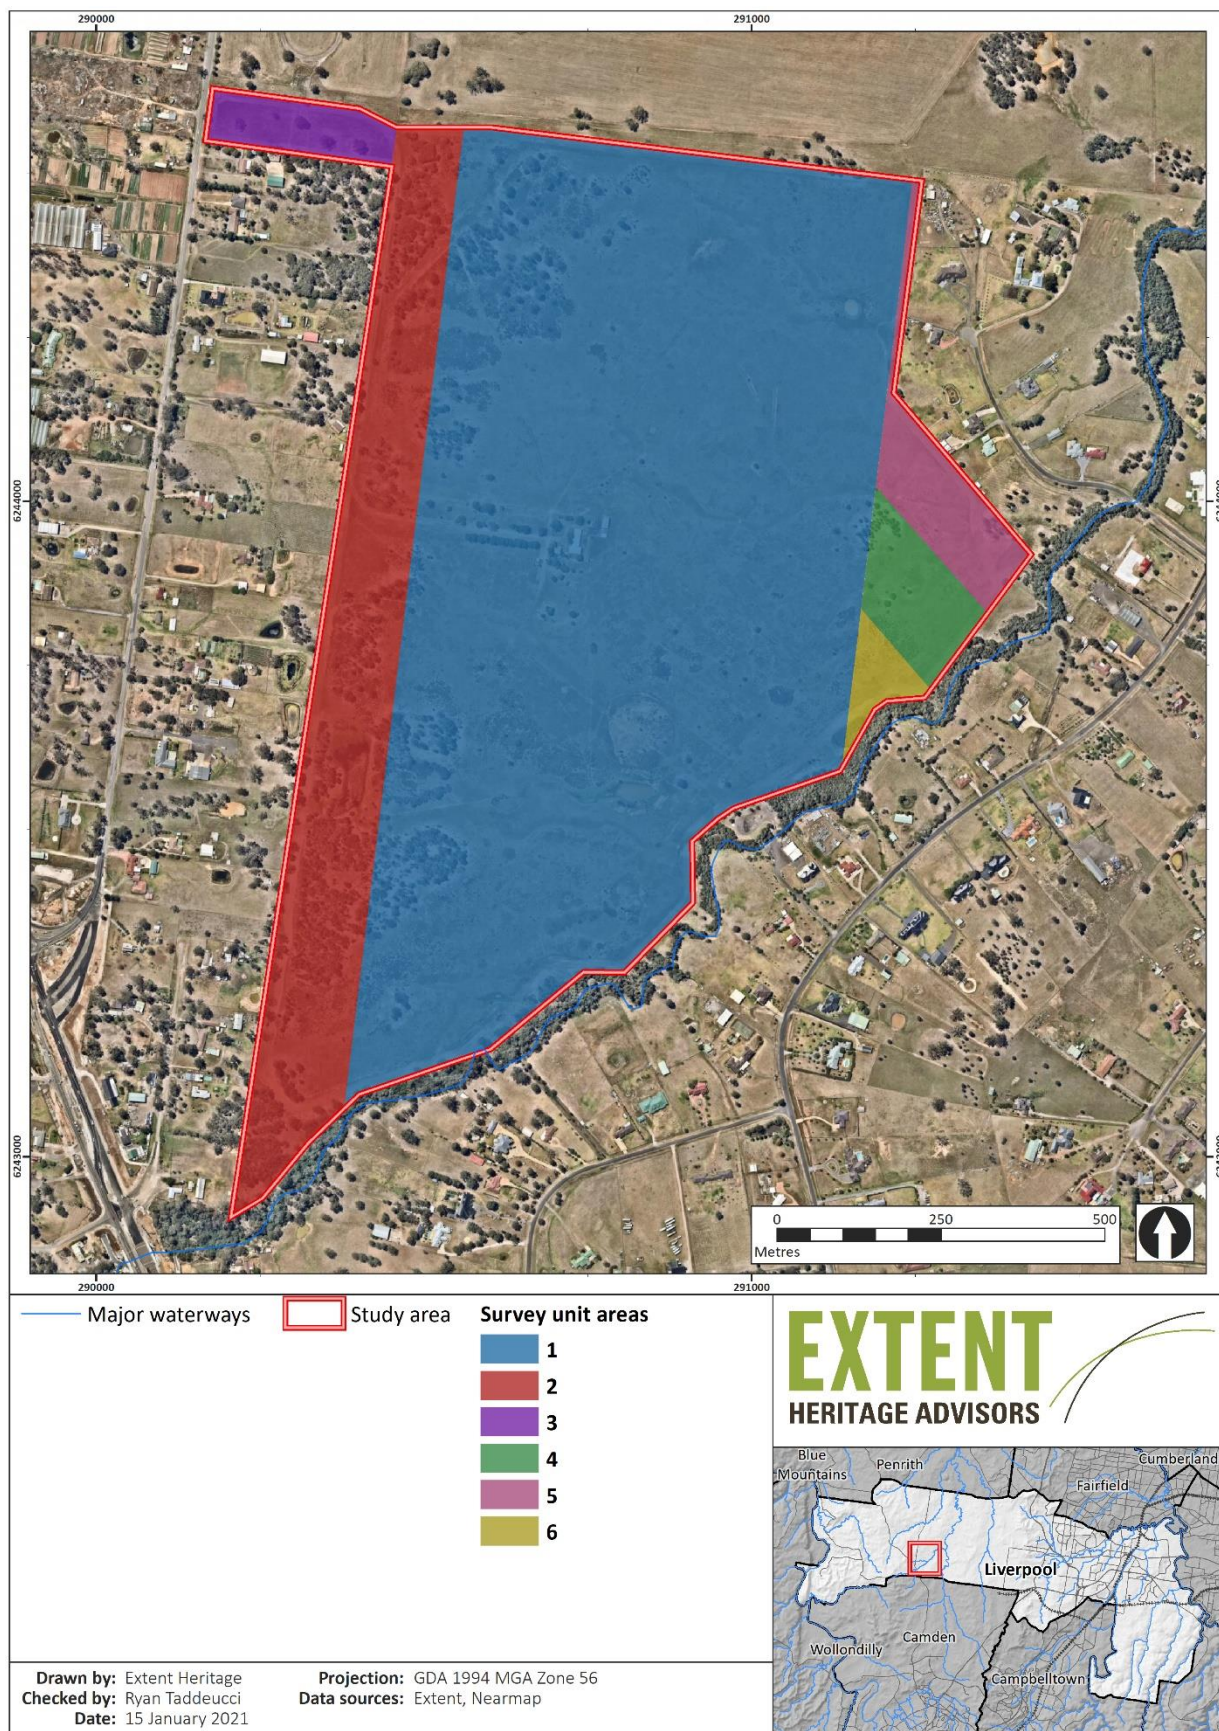 290000
291000
6244000
6244000
6243000
6243000
0
250
500
Metres
290000
291000
Major waterways
Study area
Survey unit areas
1
2
3
4
5
6
EXTENT
HERITAGE ADVISORS
Blue
Mountains
Penrith
Cumberland
Fairfield
Liverpool
Wollondilly
Camden
Campbelltown
Drawn by: Extent Heritage
Projection: GDA 1994 MGA Zone 56
Checked by: Ryan Taddeucci
Data sources: Extent, Nearmap
Date: 15 January 2021